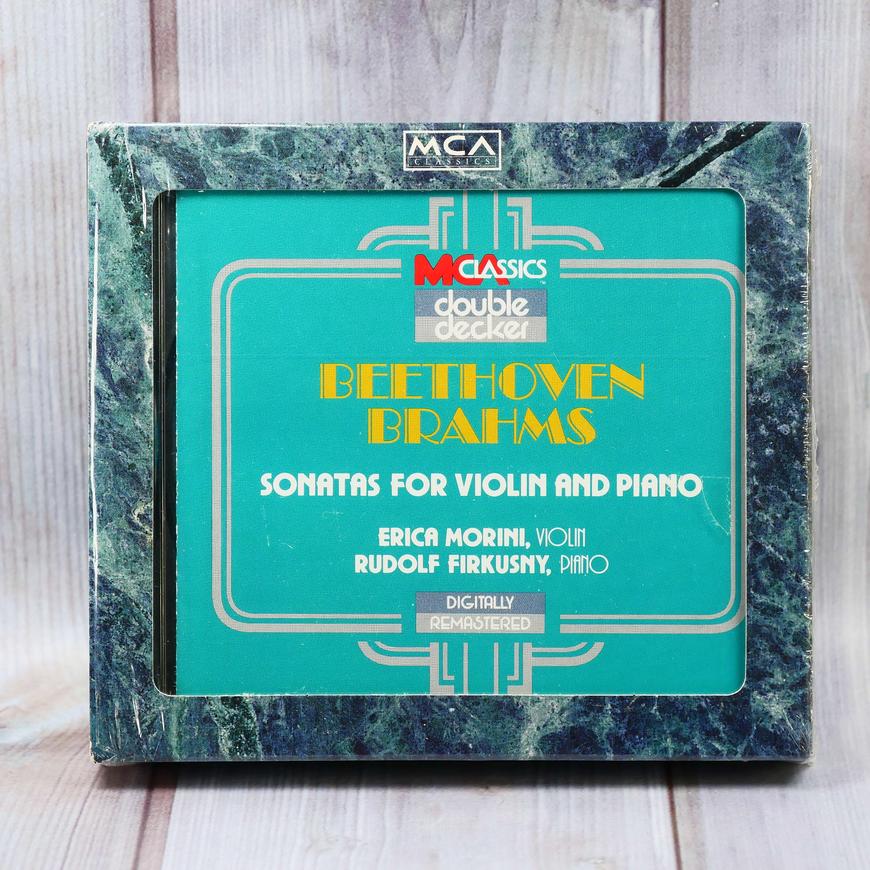 MCA
CLASSICS
MCA CLASSICS ™
double
decker
BEETHOVEN
BRAHMS
SONATAS FOR VIOLIN AND PIANO
ERICA MORINI, VIOLIN
RUDOLF FIRKUSNY, PIANO
DIGITALLY
REMASTERED